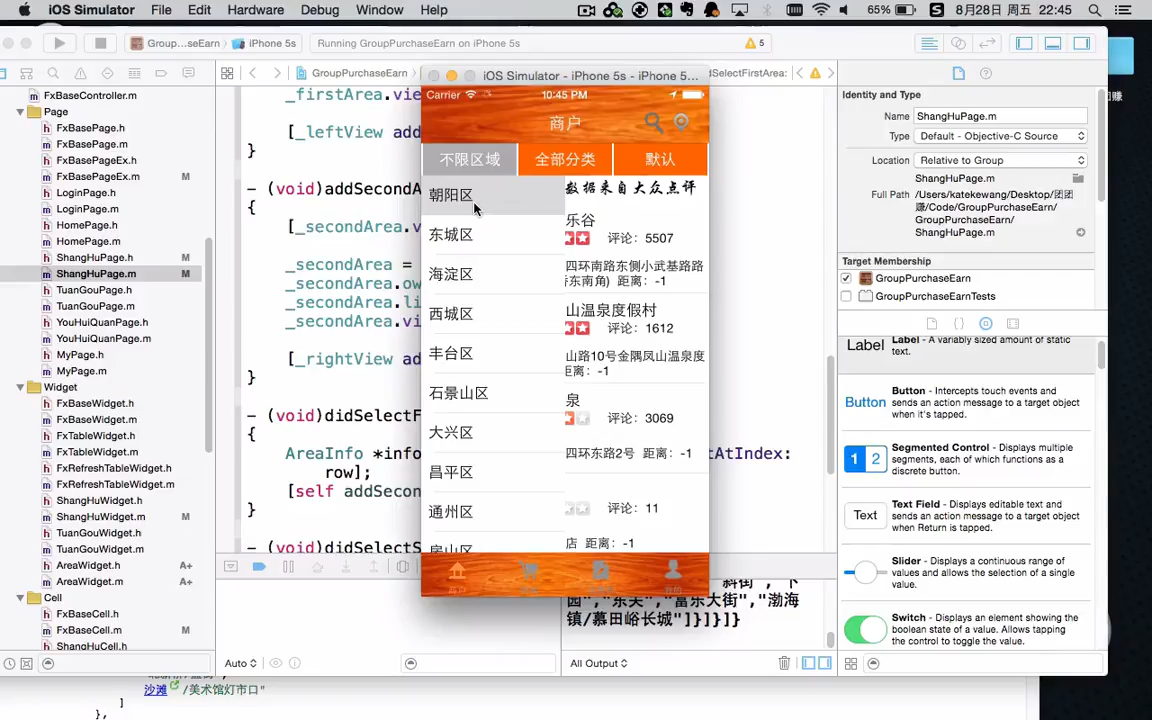 iOS Simulator File Edit Hardware Debug Window Help 65% 8月28日 周五 22:45
Group...seEarn iPhone 5s Running GroupPurchaseEarn on iPhone 5s 5
GroupPurchaseEarn iOS Simulator - iPhone 5s - iPhone 5s... dSelectFirstArea:
FxBaseController.m
Page
FxBasePage.h
FxBasePage.m
FxBasePageEx.h
FxBasePageEx.m M
LoginPage.h
LoginPage.m
HomePage.h
HomePage.m
ShangHuPage.h M
ShangHuPage.m M
TuanGouPage.h
TuanGouPage.m
YouHuiQuanPage.h
YouHuiQuanPage.m
MyPage.h
MyPage.m
Widget
FxBaseWidget.h
FxBaseWidget.m
FxTableWidget.h
FxTableWidget.m
FxRefreshTableWidget.h
FxRefreshTableWidget.m
ShangHuWidget.h
ShangHuWidget.m M
TuanGouWidget.h
TuanGouWidget.m
AreaWidget.h A+
AreaWidget.m A+
Cell
FxBaseCell.h
FxBaseCell.m M
ShangHuCell.h
_firstArea.vie
[_leftView add
}
- (void)addSecondA
{
[_secondArea.v
_secondArea =
_secondArea.ow
_secondArea.li
_secondArea.vi
[_rightView ad
}
- (void)didSelectF
{
AreaInfo *info tAtIndex:
row];
[self addSecon
}
- (void)didSelectS
Carrier 10:45 PM
商户
不限区域 全部分类 默认
朝阳区
东城区
海淀区
西城区
丰台区
石景山区
大兴区
昌平区
通州区
房山区
数据来自大众点评
乐谷
评论: 5507
四环南路东侧小武基路路
东南角) 距离: -1
山温泉度假村
评论: 1612
山路10号金隅凤山温泉度
距离: -1
泉
评论: 3069
四环东路2号 距离: -1
评论: 11
店 距离: -1
Identity and Type
Name ShangHuPage.m
Type Default - Objective-C Source
Location Relative to Group
ShangHuPage.m
Full Path /Users/katekewang/Desktop/团团
赚/Code/GroupPurchaseEarn/
GroupPurchaseEarn/
ShangHuPage.m
Target Membership
GroupPurchaseEarn
GroupPurchaseEarnTests
Label Label - A variably sized amount of static
text.
Button Button - Intercepts touch events and
sends an action message to a target object
when it's tapped.
1 2 Segmented Control - Displays multiple
segments, each of which functions as a
discrete button.
Text Text Field - Displays editable text and
sends an action message to a target object
when Return is tapped.
Slider - Displays a continuous range of
values and allows the selection of a single
value.
Switch - Displays an element showing the
boolean state of a value. Allows tapping
the control to toggle the value.
园","东关","富乐大街","渤海
镇/慕田峪长城"]}]}]}
Auto All Output
沙滩/美术馆灯市口"
]
},